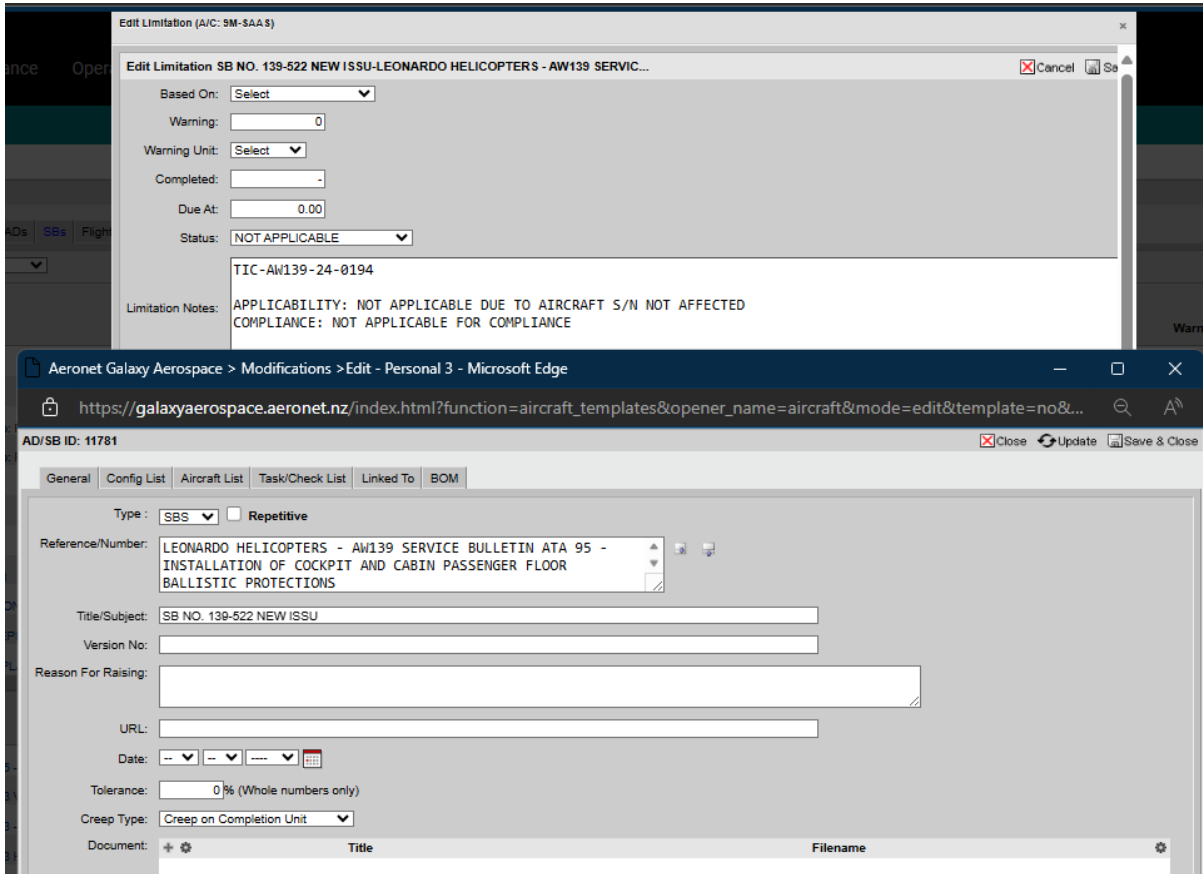 Edit Limitation (A/C: 9M-SAAS)
ance Opera
Edit Limitation SB NO. 139-522 NEW ISSU-LEONARDO HELICOPTERS - AW139 SERVIC...
Cancel Sa
Based On: Select
Warning: 0
Warning Unit: Select
Completed: -
Due At: 0.00
ADs SBs Flight
Status: NOT APPLICABLE
Limitation Notes:
TIC-AW139-24-0194
APPLICABILITY: NOT APPLICABLE DUE TO AIRCRAFT S/N NOT AFFECTED
COMPLIANCE: NOT APPLICABLE FOR COMPLIANCE
Warn
Aeronet Galaxy Aerospace > Modifications >Edit - Personal 3 - Microsoft Edge
https://galaxyaerospace.aeronet.nz/index.html?function=aircraft_templates&opener_name=aircraft&mode=edit&template=no&...
AD/SB ID: 11781
Close Update Save & Close
General Config List Aircraft List Task/Check List Linked To BOM
Type : SBS Repetitive
Reference/Number: LEONARDO HELICOPTERS - AW139 SERVICE BULLETIN ATA 95 -
INSTALLATION OF COCKPIT AND CABIN PASSENGER FLOOR
BALLISTIC PROTECTIONS
Title/Subject: SB NO. 139-522 NEW ISSU
Version No:
Reason For Raising:
URL:
Date: -- -- ----
Tolerance: 0 % (Whole numbers only)
Creep Type: Creep on Completion Unit
Document: Title Filename